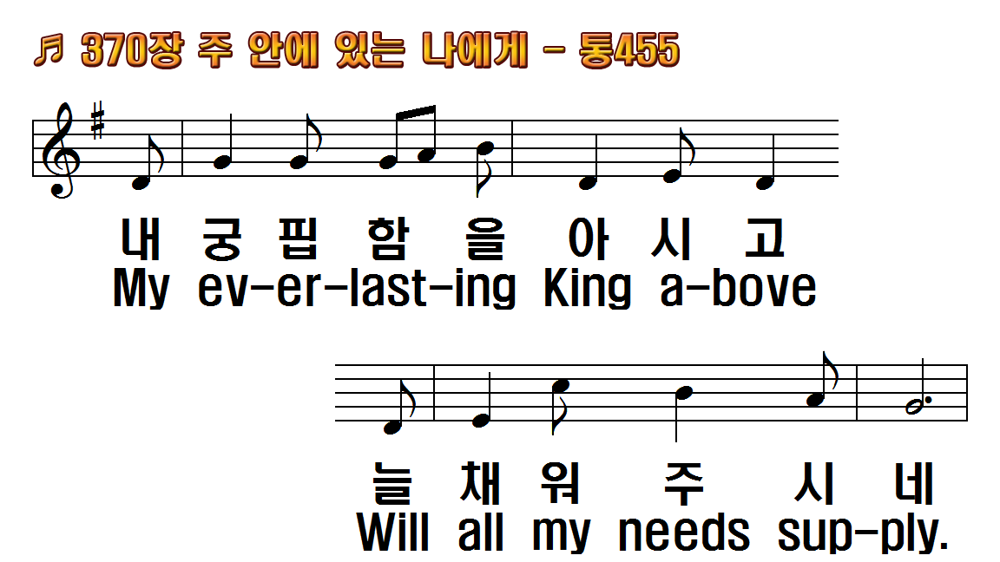 ♬ 370장 주 안에 있는 나에게 - 통455
내 궁 핍 함 을 아 시 고
My ev-er-last-ing King a-bove
늘 채 워 주 시 네
Will all my needs sup-ply.